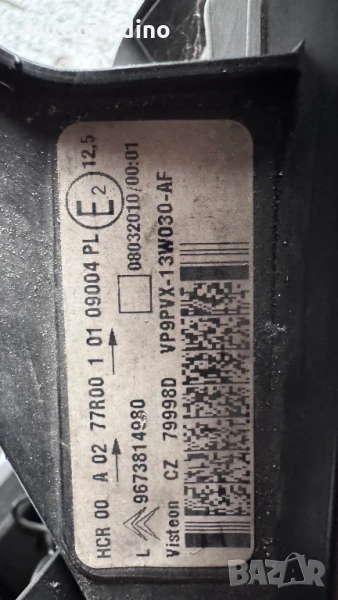 HCR 00 A 02 77R00 1 01 09004 PL E2 12,5
08032010/00:01
L 9673814980
Visteon CZ 79998D VP9PVX-13W030-AF
BAZAR